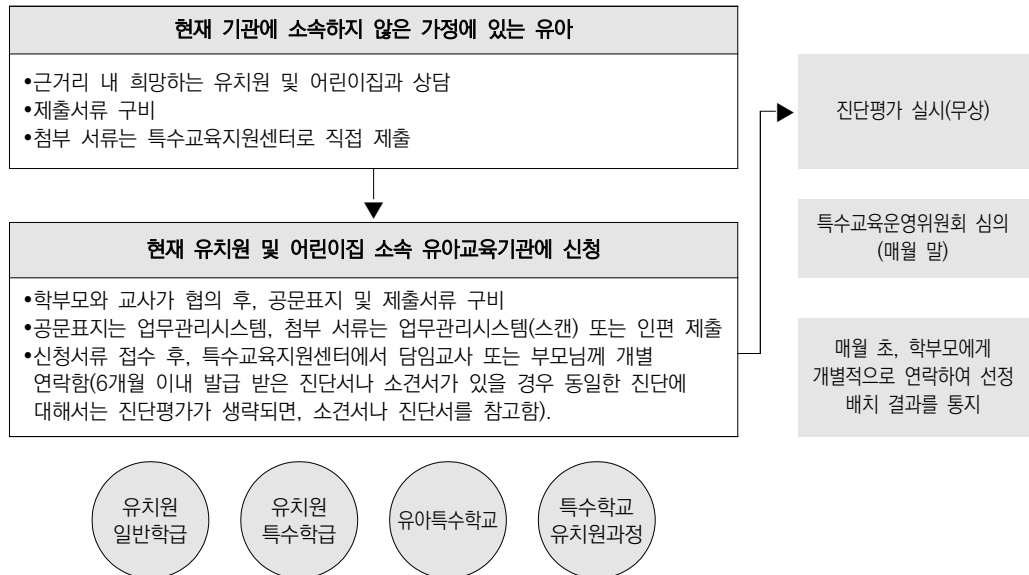 현재 기관에 소속하지 않은 가정에 있는 유아
•근거리 내 희망하는 유치원 및 어린이집과 상담
•제출서류 구비
•첨부 서류는 특수교육지원센터로 직접 제출
현재 유치원 및 어린이집 소속 유아교육기관에 신청
•학부모와 교사가 협의 후, 공문표지 및 제출서류 구비
•공문표지는 업무관리시스템, 첨부 서류는 업무관리시스템(스캔) 또는 인편 제출
•신청서류 접수 후, 특수교육지원센터에서 담임교사 또는 부모님께 개별
연락함(6개월 이내 발급 받은 진단서나 소견서가 있을 경우 동일한 진단에
대해서는 진단평가가 생략되면, 소견서나 진단서를 참고함).
진단평가 실시(무상)
특수교육운영위원회 심의
(매월 말)
매월 초, 학부모에게
개별적으로 연락하여 선정
배치 결과를 통지
유치원
일반학급
유치원
특수학급
유아특수학교
특수학교
유치원과정